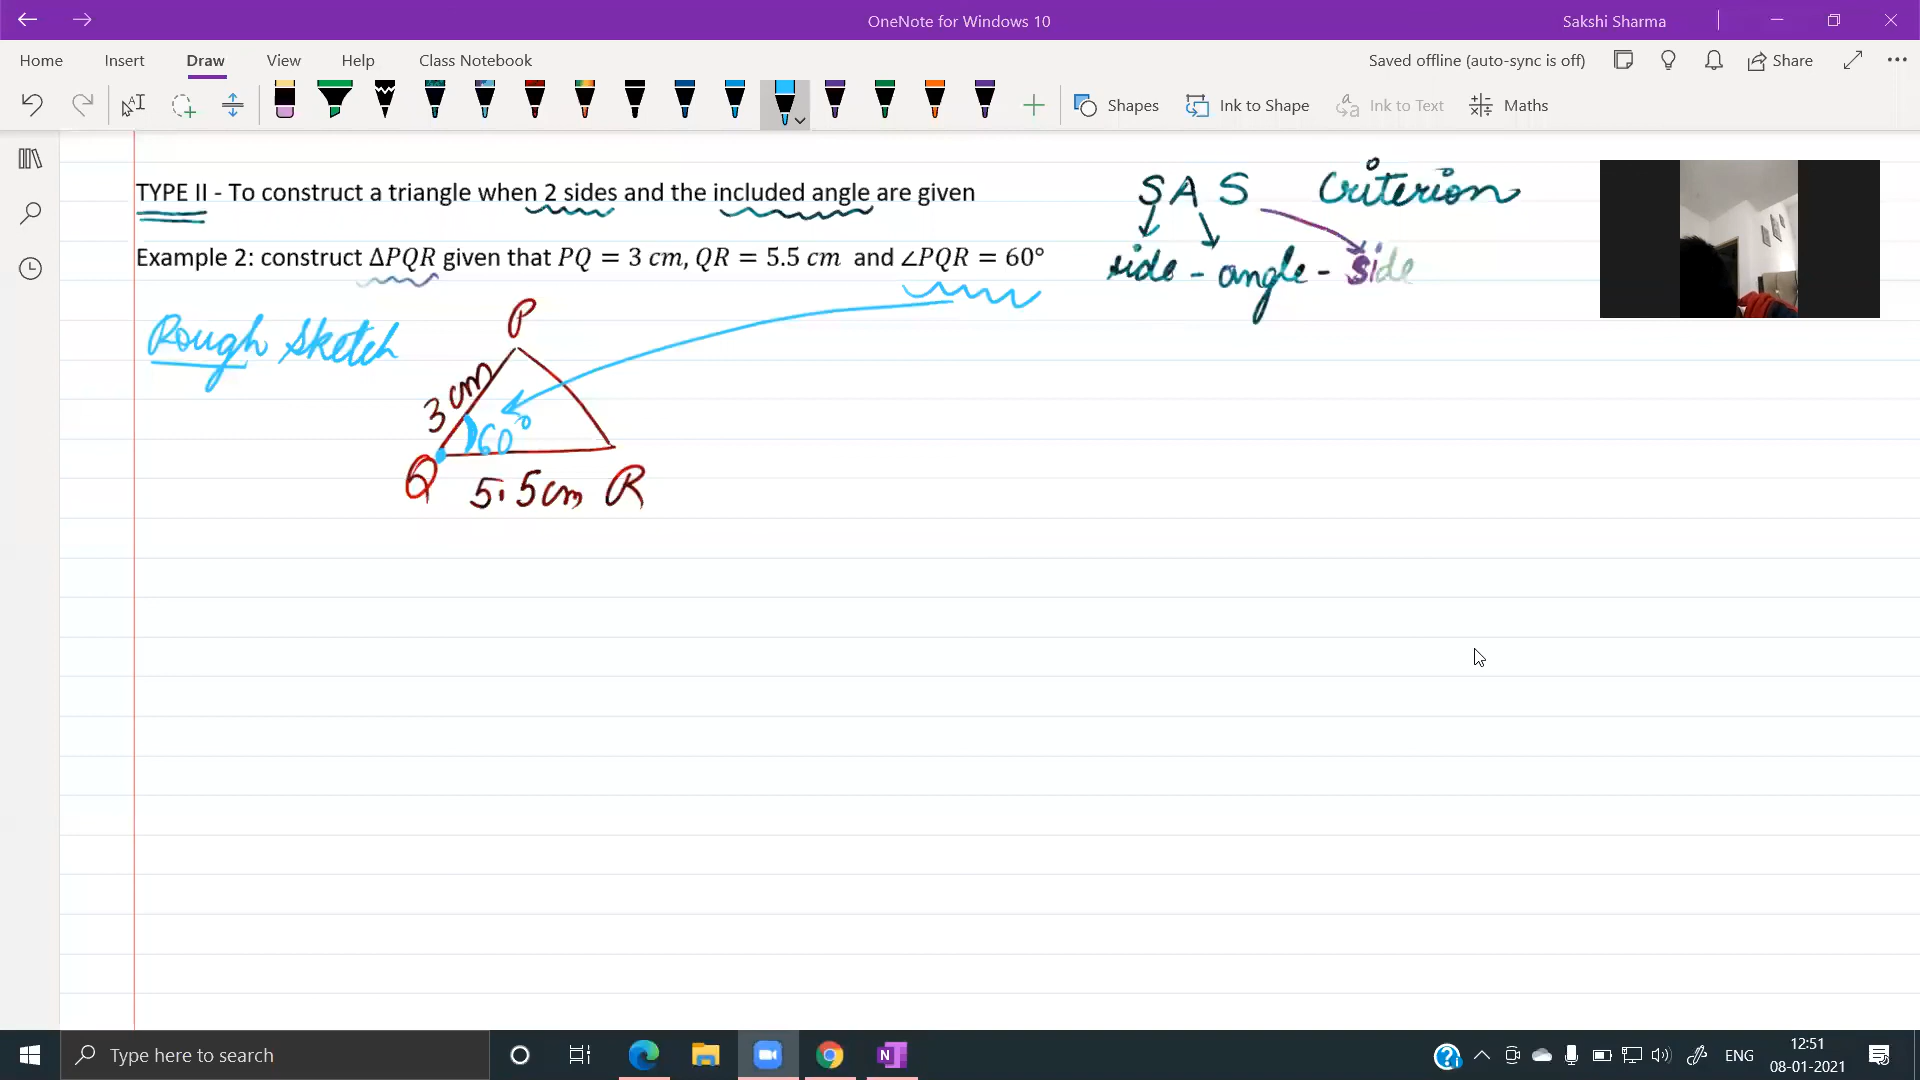 OneNote for Windows 10
Sakshi Sharma
Home Insert Draw View Help Class Notebook
Saved offline (auto-sync is off) Share
Shapes Ink to Shape Ink to Text Maths
TYPE II - To construct a triangle when 2 sides and the included angle are given
SAS Criterion
side - angle - side
Example 2: construct ΔPQR given that PQ = 3 cm, QR = 5.5 cm and ∠PQR = 60°
Rough Sketch
P
3cm
60°
Q
5.5cm R
Type here to search
ENG
12:51
08-01-2021